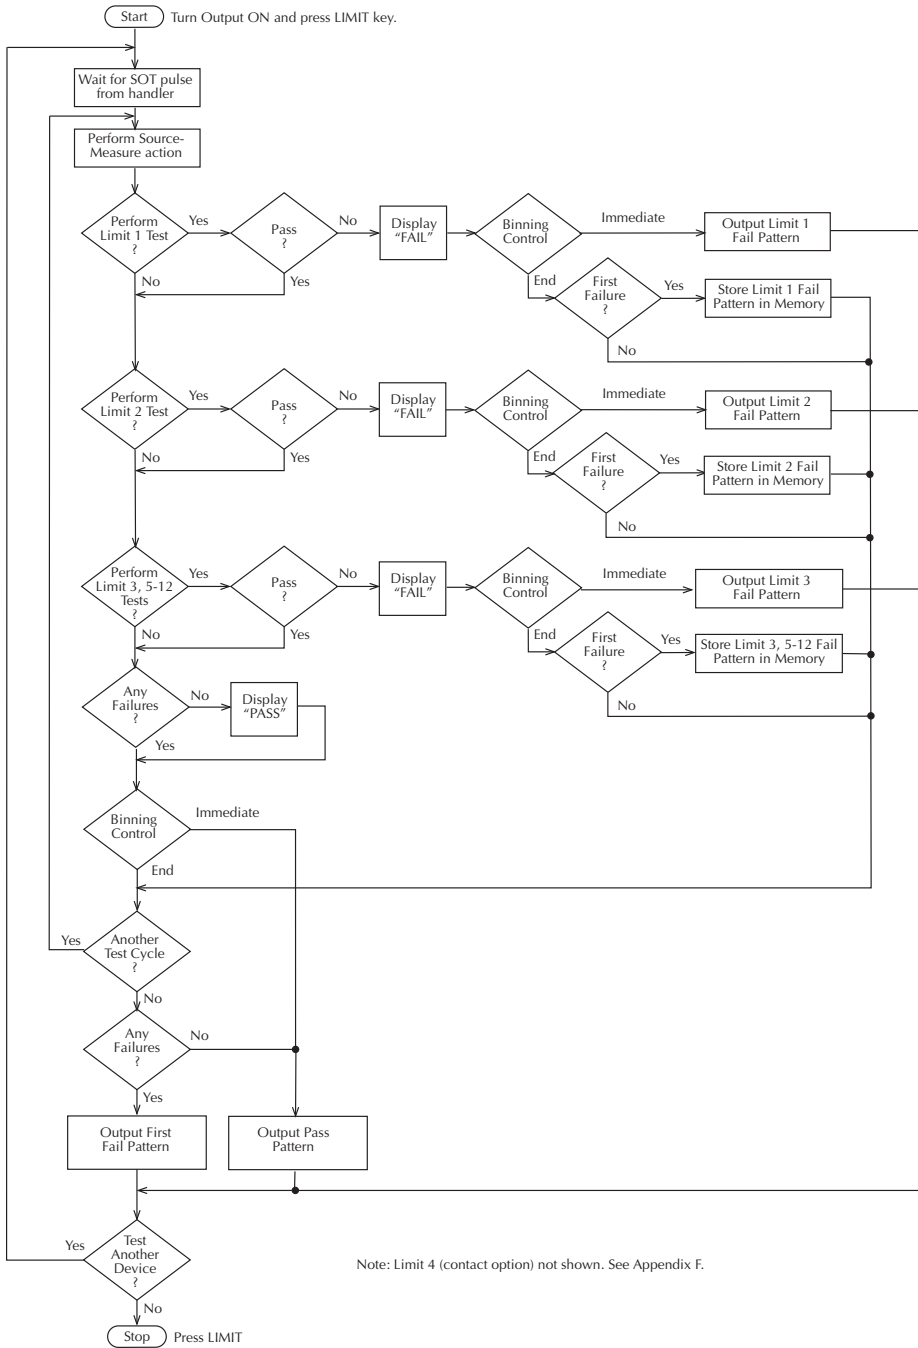 Start
Turn Output ON and press LIMIT key.
Wait for SOT pulse
from handler
Perform Source-
Measure action
Perform
Limit 1 Test
?
Yes
No
Pass
?
No
Yes
Display
“FAIL”
Binning
Control
Immediate
End
Output Limit 1
Fail Pattern
First
Failure
?
Yes
No
Store Limit 1 Fail
Pattern in Memory
Perform
Limit 2 Test
?
Yes
No
Pass
?
No
Yes
Display
“FAIL”
Binning
Control
Immediate
End
Output Limit 2
Fail Pattern
First
Failure
?
Yes
No
Store Limit 2 Fail
Pattern in Memory
Perform
Limit 3, 5-12
Tests
?
Yes
No
Pass
?
No
Yes
Display
“FAIL”
Binning
Control
Immediate
End
Output Limit 3
Fail Pattern
First
Failure
?
Yes
No
Store Limit 3, 5-12 Fail
Pattern in Memory
Any
Failures
?
No
Yes
Display
“PASS”
Binning
Control
Immediate
End
Another
Test Cycle
?
Yes
No
Any
Failures
?
No
Yes
Output First
Fail Pattern
Output Pass
Pattern
Test
Another
Device
?
Yes
No
Note: Limit 4 (contact option) not shown. See Appendix F.
Stop
Press LIMIT